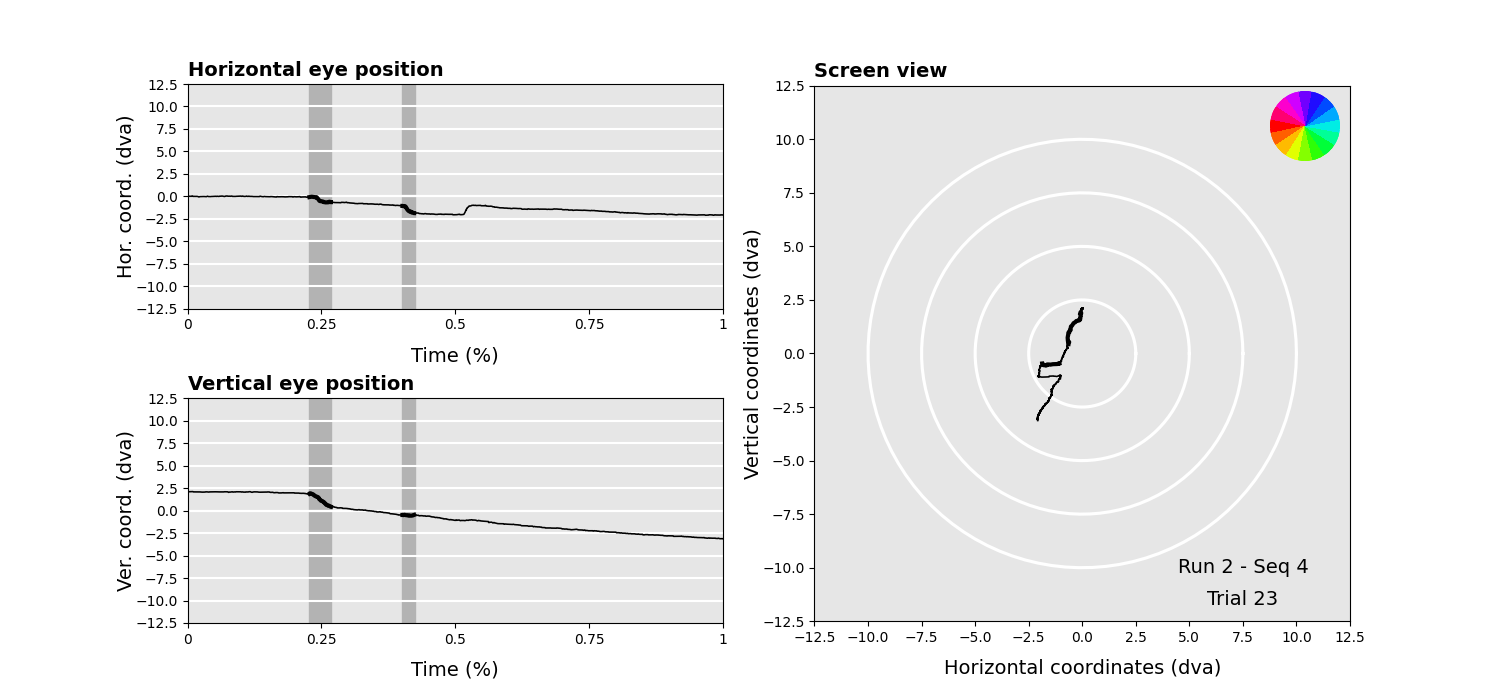 Horizontal eye position
12.5
10.0
7.5
5.0
2.5
0.0
−2.5
−5.0
−7.5
−10.0
−12.5
Hor. coord. (dva)
0 0.25 0.5 0.75 1
Time (%)
Vertical eye position
12.5
10.0
7.5
5.0
2.5
0.0
−2.5
−5.0
−7.5
−10.0
−12.5
Ver. coord. (dva)
0 0.25 0.5 0.75 1
Time (%)
Screen view
12.5
10.0
7.5
5.0
2.5
0.0
−2.5
−5.0
−7.5
−10.0
−12.5
Vertical coordinates (dva)
Run 2 - Seq 4
Trial 23
−12.5 −10.0 −7.5 −5.0 −2.5 0.0 2.5 5.0 7.5 10.0 12.5
Horizontal coordinates (dva)